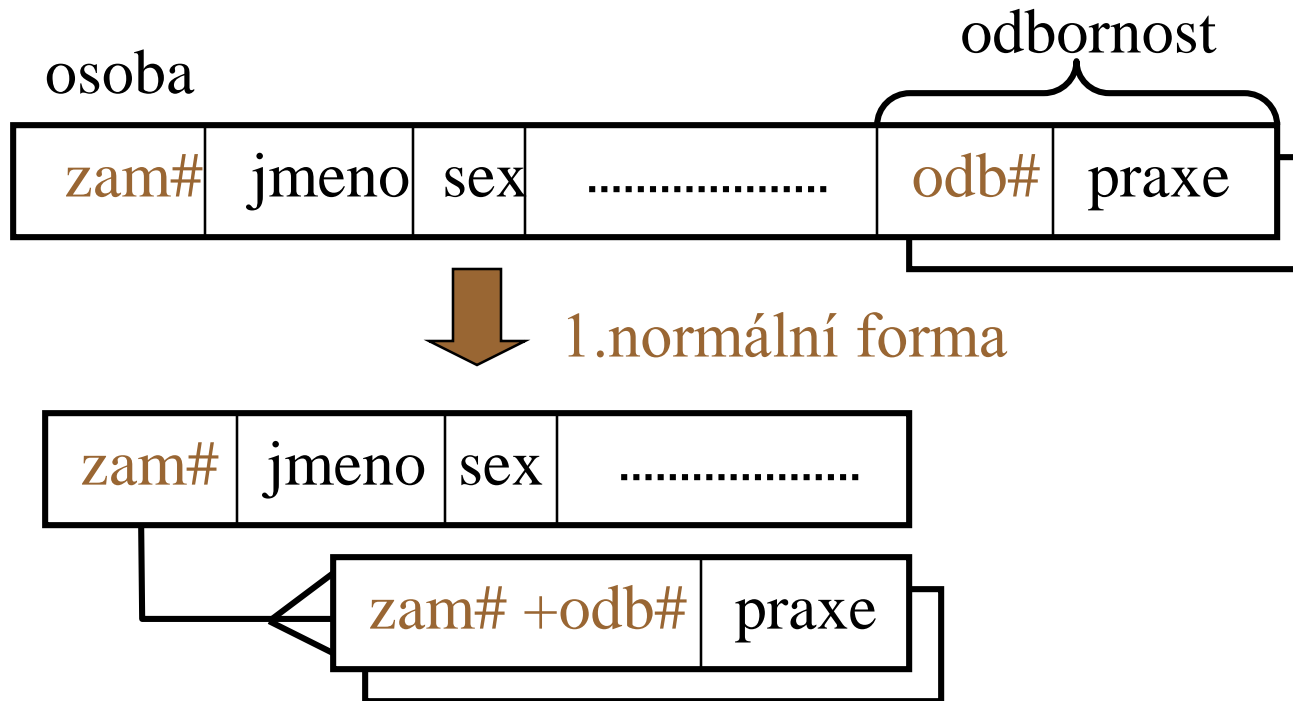 odbornost
osoba
zam# jmeno sex .................... odb# praxe
1.normální forma
zam# jmeno sex ....................
zam# +odb# praxe